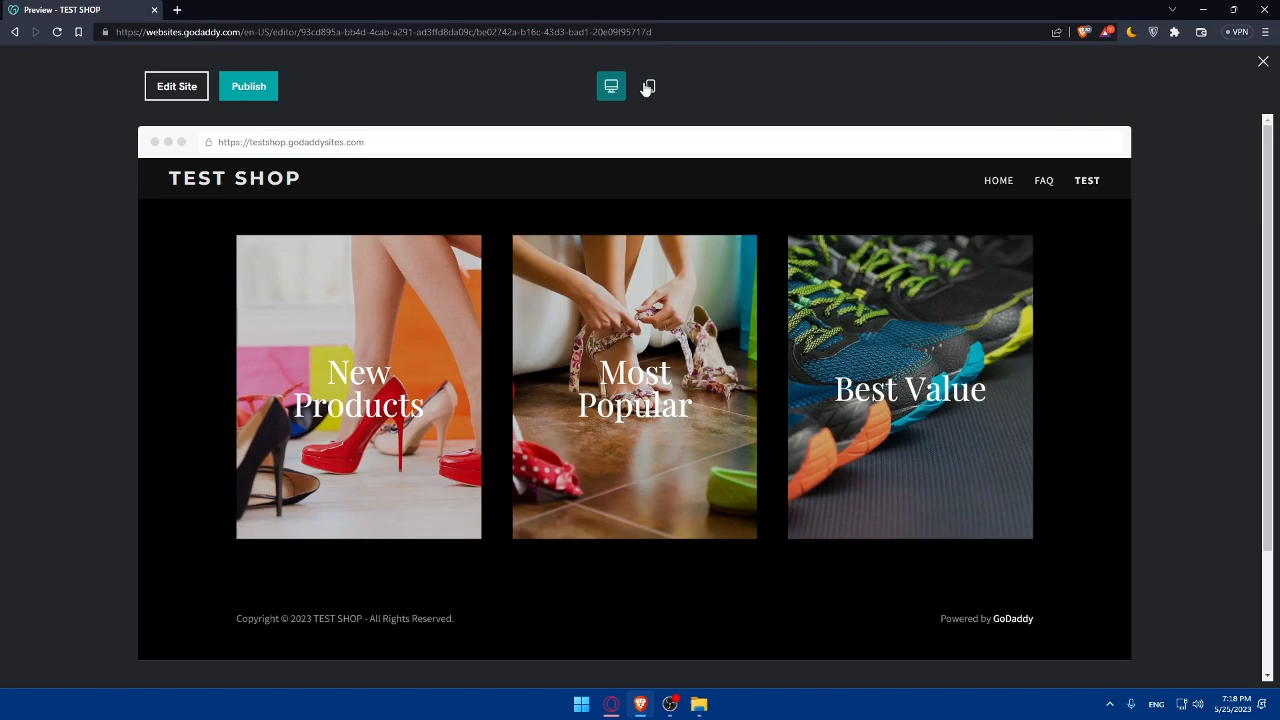 Preview - TEST SHOP
https://websites.godaddy.com/en-US/editor/93cd895a-bb4d-4cab-a291-ad3ffd8da09c/be02742a-b16c-43d3-bad1-20e09f95717d
VPN
Edit Site
Publish
https://testshop.godaddysites.com
TEST SHOP
HOME
FAQ
TEST
New
Products
Most
Popular
Best Value
Copyright © 2023 TEST SHOP - All Rights Reserved.
Powered by GoDaddy
ENG
7:18 PM
5/25/2023